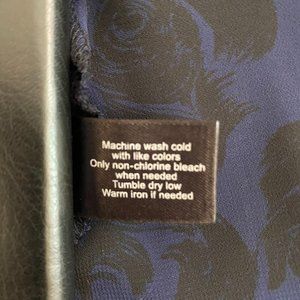 Machine wash cold
with like colors
Only non-chlorine bleach
when needed
Tumble dry low
Warm iron if needed